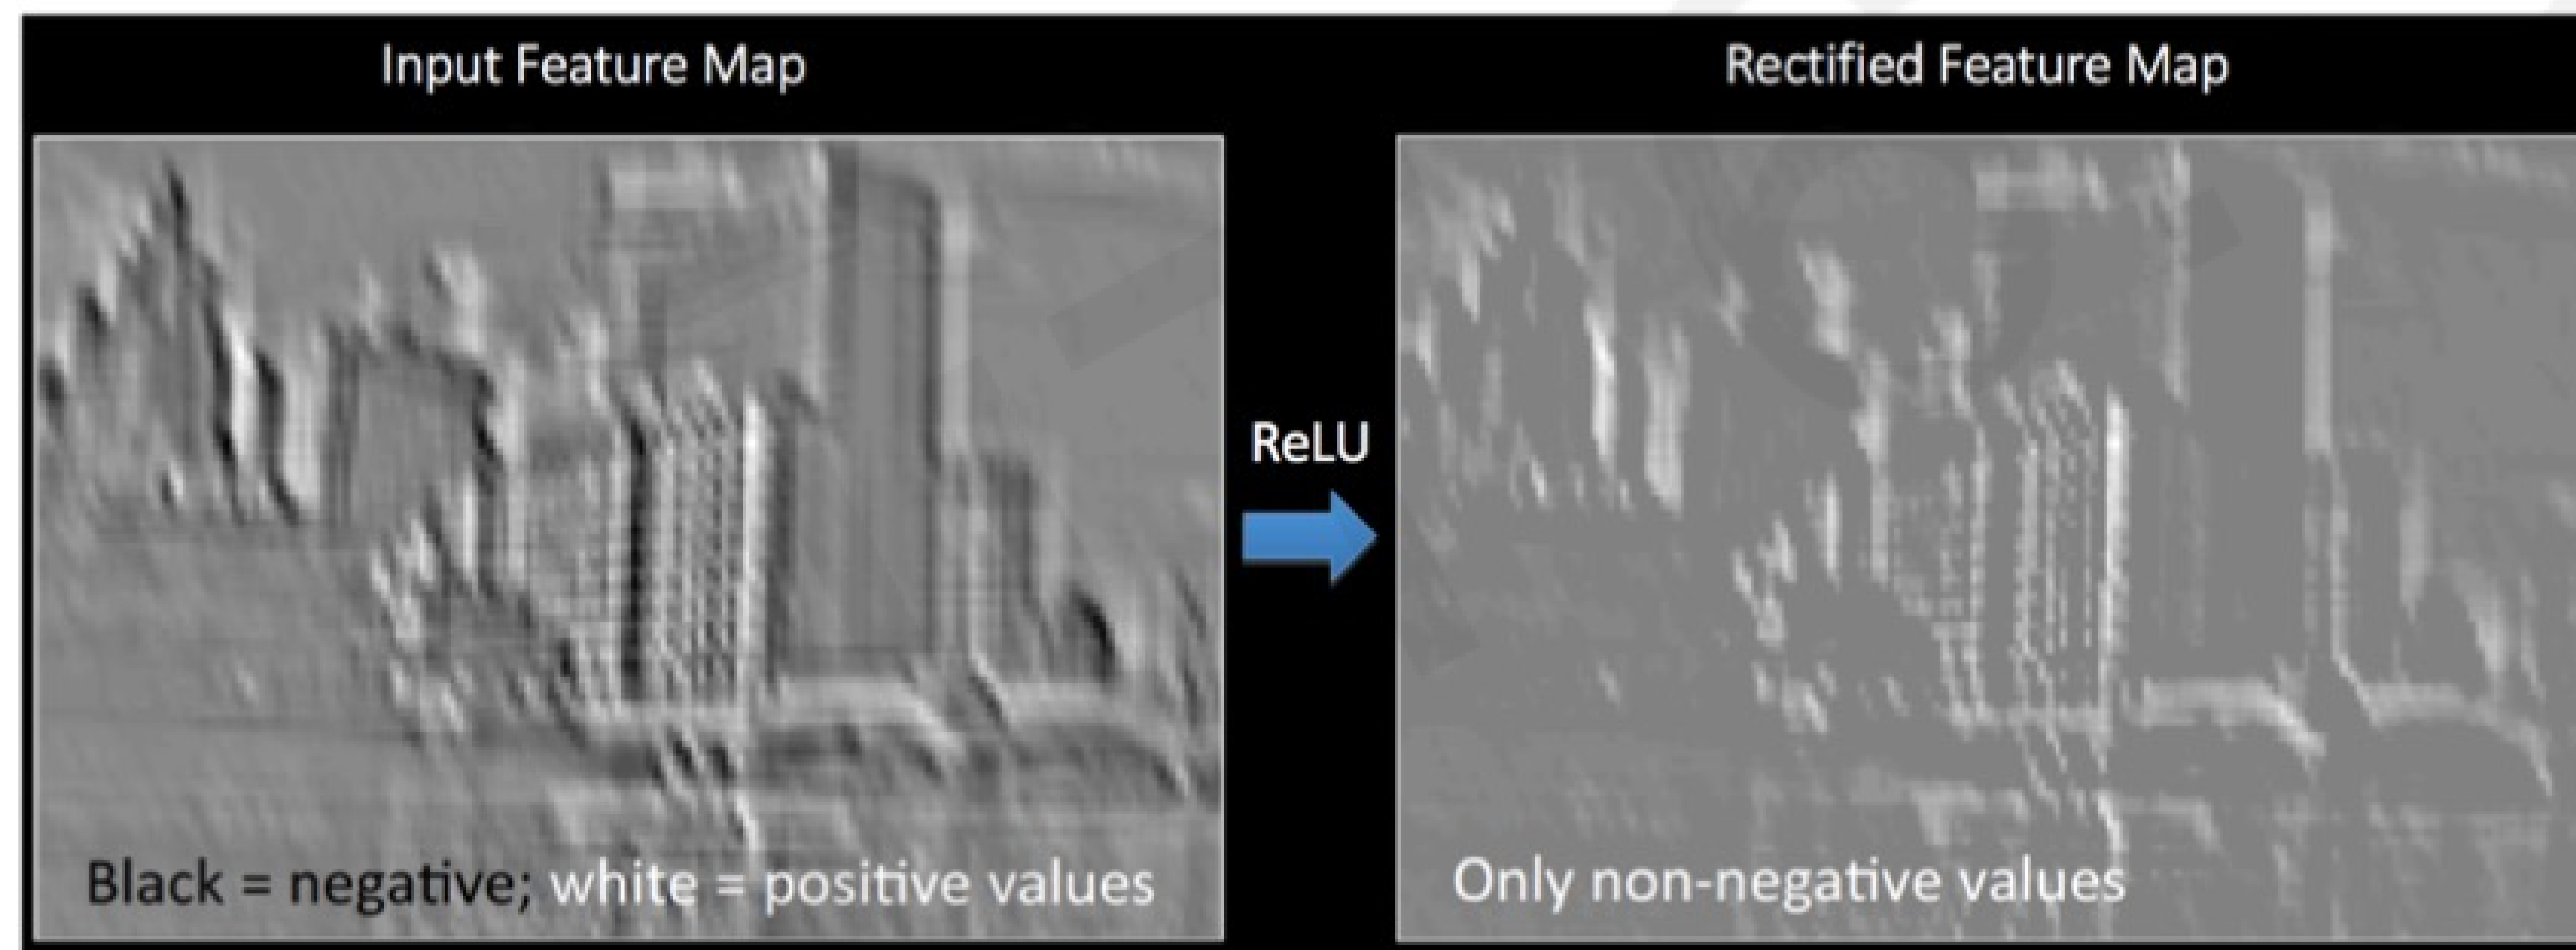 Input Feature Map
Rectified Feature Map
ReLU
Black = negative; white = positive values
Only non-negative values